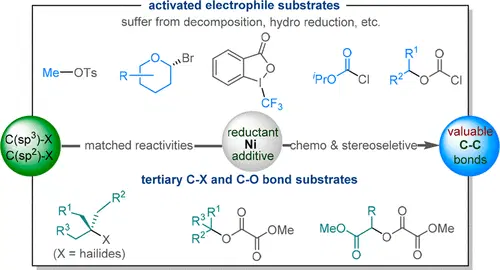 activated electrophile substrates
suffer from decomposition, hydro reduction, etc.
Me OTs
O Br
R
O
O
I
CF3
O
iPrO Cl
R1 O
R2 O Cl
C(sp3)-X
C(sp2)-X
matched reactivities
reductant
Ni
additive
chemo & stereoseletive
valuable
C-C
bonds
tertiary C-X and C-O bond substrates
R1 R2
R3 X
(X = hailides)
R3 R1 O
R2 O OMe
O
R O
MeO O OMe
O O